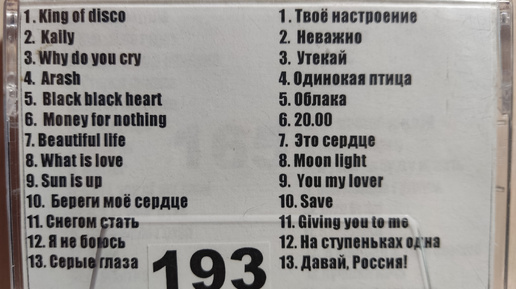 1. King of disco
2. Kally
3. Why do you cry
4. Arash
5. Black black heart
6. Money for nothing
7. Beautiful life
8. What is love
9. Sun is up
10. Береги моё сердце
11. Снегом стать
12. Я не боюсь
13. Серые глаза
1. Твоё настроение
2. Неважно
3. Утекай
4. Одинокая птица
5. Облака
6. 20.00
7. Это сердце
8. Moon light
9. You my lover
10. Save
11. Giving you to me
12. На ступеньках одна
13. Давай, Россия!
193